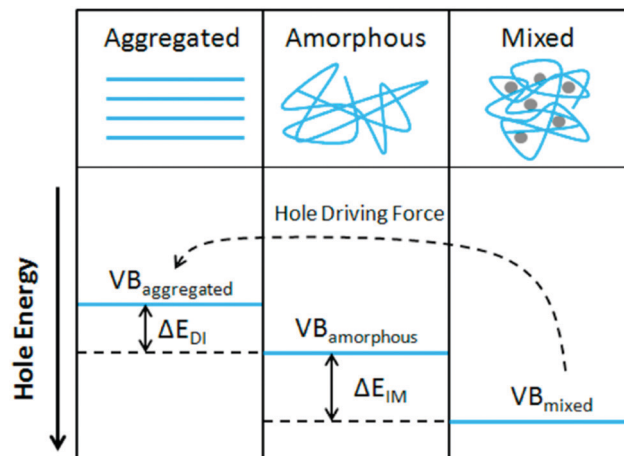 Aggregated
Amorphous
Mixed
Hole Driving Force
VBaggregated
ΔEDI
VBamorphous
ΔEIM
VBmixed
Hole Energy